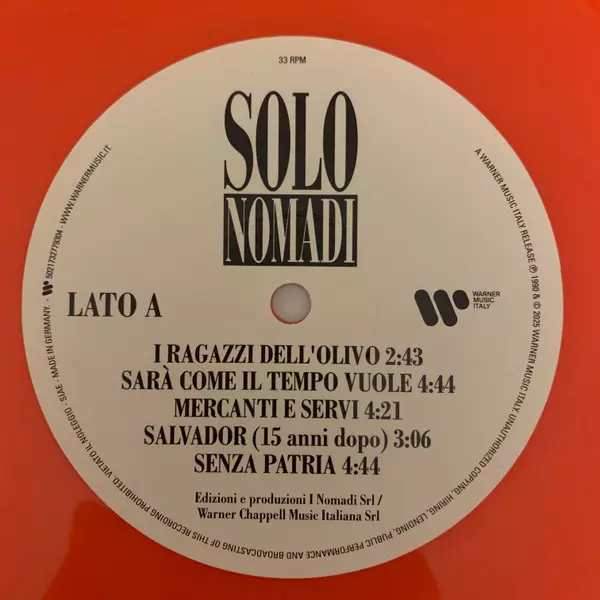 33 RPM
SOLO
NOMADI
LATO A
WARNER
MUSIC
ITALY
I RAGAZZI DELL'OLIVO 2:43
SARÀ COME IL TEMPO VUOLE 4:44
MERCANTI E SERVI 4:21
SALVADOR (15 anni dopo) 3:06
SENZA PATRIA 4:44
Edizioni e produzioni I Nomadi Srl /
Warner Chappell Music Italiana Srl
A WARNER MUSIC ITALY RELEASE ℗ 1990 & © 2025 WARNER MUSIC ITALY. UNAUTHORIZED COPYING, HIRING, LENDING, PUBLIC PERFORMANCE AND BROADCASTING OF THIS RECORDING PROHIBITED. VIETATO IL NOLEGGIO - SIAE - MADE IN GERMANY. - 5021732779304 - WWW.WARNERMUSIC.IT.